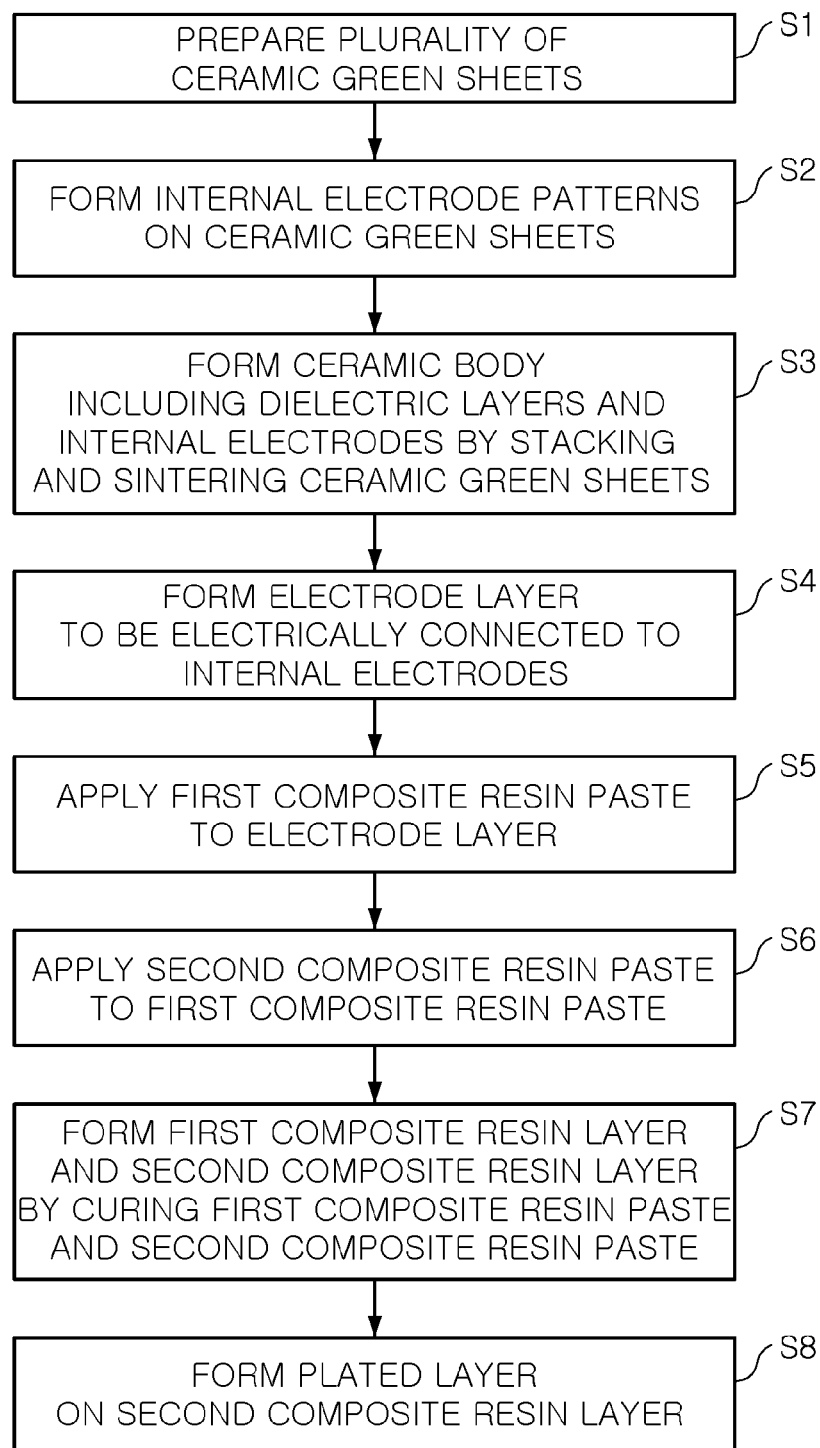 S1
PREPARE PLURALITY OF
CERAMIC GREEN SHEETS
S2
FORM INTERNAL ELECTRODE PATTERNS
ON CERAMIC GREEN SHEETS
S3
FORM CERAMIC BODY
INCLUDING DIELECTRIC LAYERS AND
INTERNAL ELECTRODES BY STACKING
AND SINTERING CERAMIC GREEN SHEETS
S4
FORM ELECTRODE LAYER
TO BE ELECTRICALLY CONNECTED TO
INTERNAL ELECTRODES
S5
APPLY FIRST COMPOSITE RESIN PASTE
TO ELECTRODE LAYER
S6
APPLY SECOND COMPOSITE RESIN PASTE
TO FIRST COMPOSITE RESIN PASTE
S7
FORM FIRST COMPOSITE RESIN LAYER
AND SECOND COMPOSITE RESIN LAYER
BY CURING FIRST COMPOSITE RESIN PASTE
AND SECOND COMPOSITE RESIN PASTE
S8
FORM PLATED LAYER
ON SECOND COMPOSITE RESIN LAYER